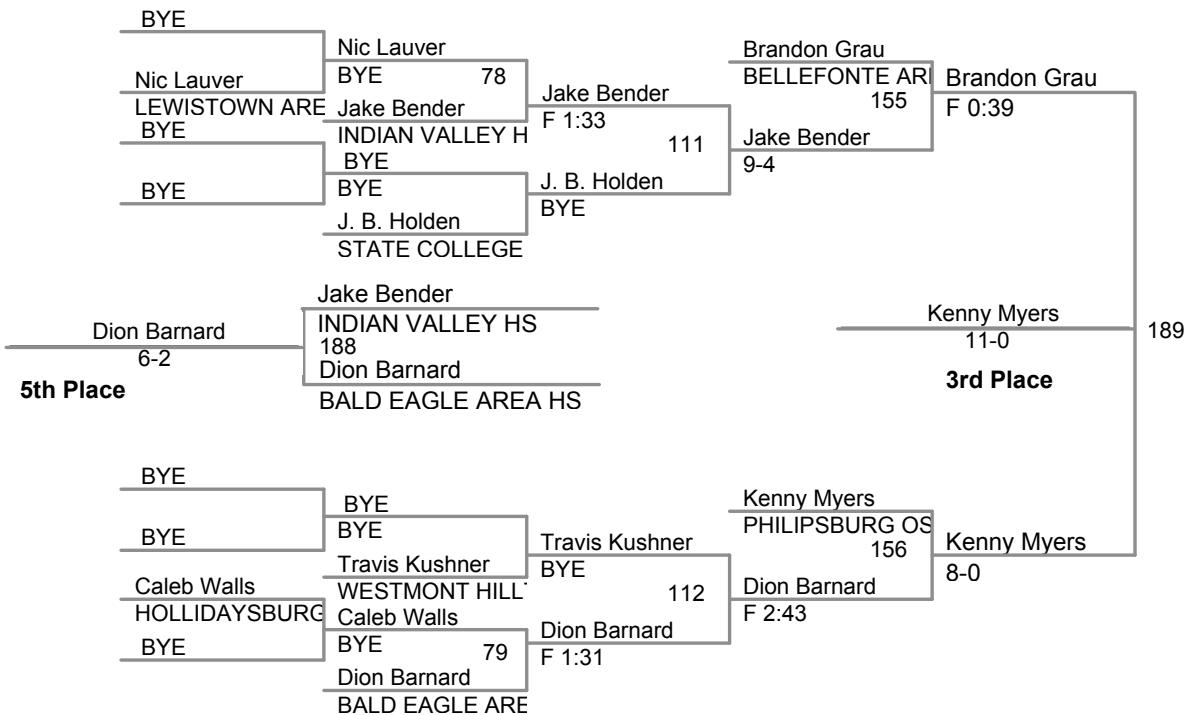 BYE
Nic Lauver
LEWISTOWN ARE
BYE
BYE
Nic Lauver
BYE 78
Jake Bender
INDIAN VALLEY H
BYE
BYE
J. B. Holden
STATE COLLEGE
Jake Bender
F 1:33
111
J. B. Holden
BYE
Brandon Grau
BELLEFONTE AR
155
Jake Bender
9-4
Brandon Grau
F 0:39
Jake Bender
INDIAN VALLEY HS
188
Dion Barnard
BALD EAGLE AREA HS
Dion Barnard
6-2
5th Place
Kenny Myers
11-0
3rd Place
189
BYE
BYE
Caleb Walls
HOLLIDAYSBURG
BYE
BYE
BYE
Travis Kushner
WESTMONT HILL
Caleb Walls
BYE 79
Dion Barnard
BALD EAGLE ARE
Travis Kushner
BYE
112
Dion Barnard
F 1:31
Kenny Myers
PHILIPSBURG OS
156
Dion Barnard
F 2:43
Kenny Myers
8-0